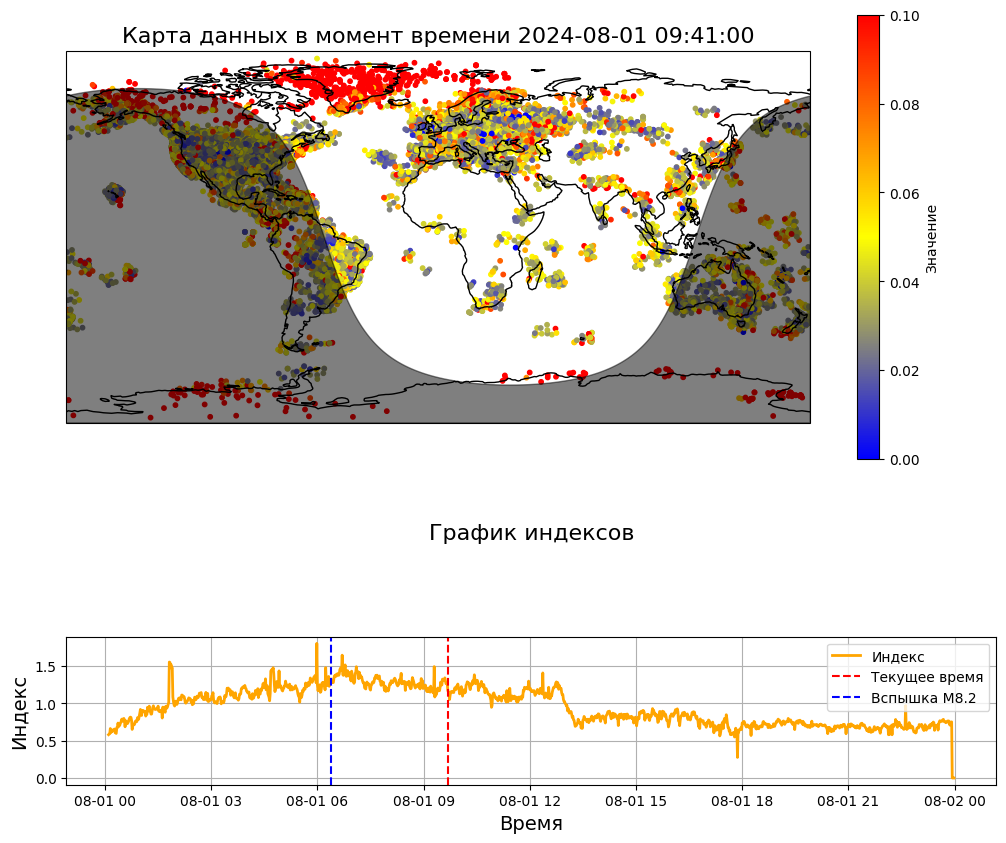 Карта данных в момент времени 2024-08-01 09:41:00
0.10
0.08
0.06
0.04
0.02
0.00
Значение
График индексов
Индекс
1.5
1.0
0.5
0.0
Индекс
Текущее время
Вспышка M8.2
08-01 00
08-01 03
08-01 06
08-01 09
08-01 12
08-01 15
08-01 18
08-01 21
08-02 00
Время